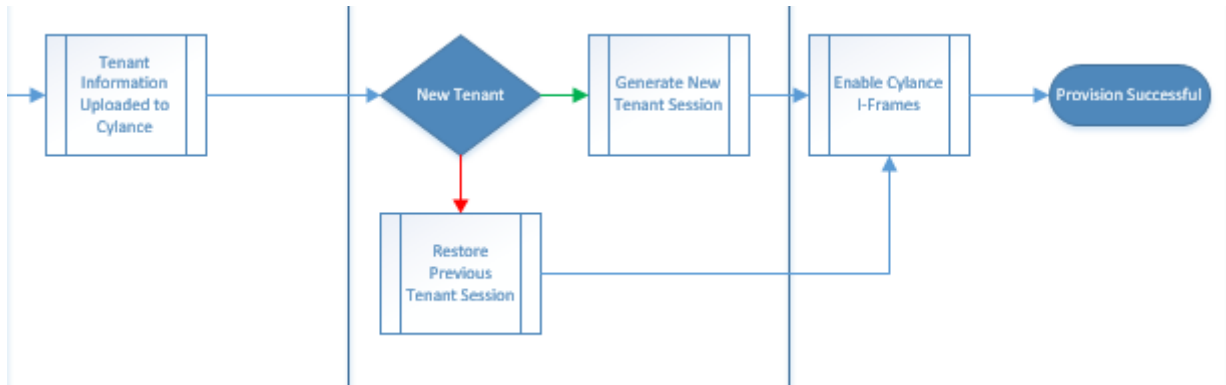 Tenant
Information
Uploaded to
Cylance
New Tenant
Generate New
Tenant Session
Enable Cylance
I-Frames
Provision Successful
Restore
Previous
Tenant Session